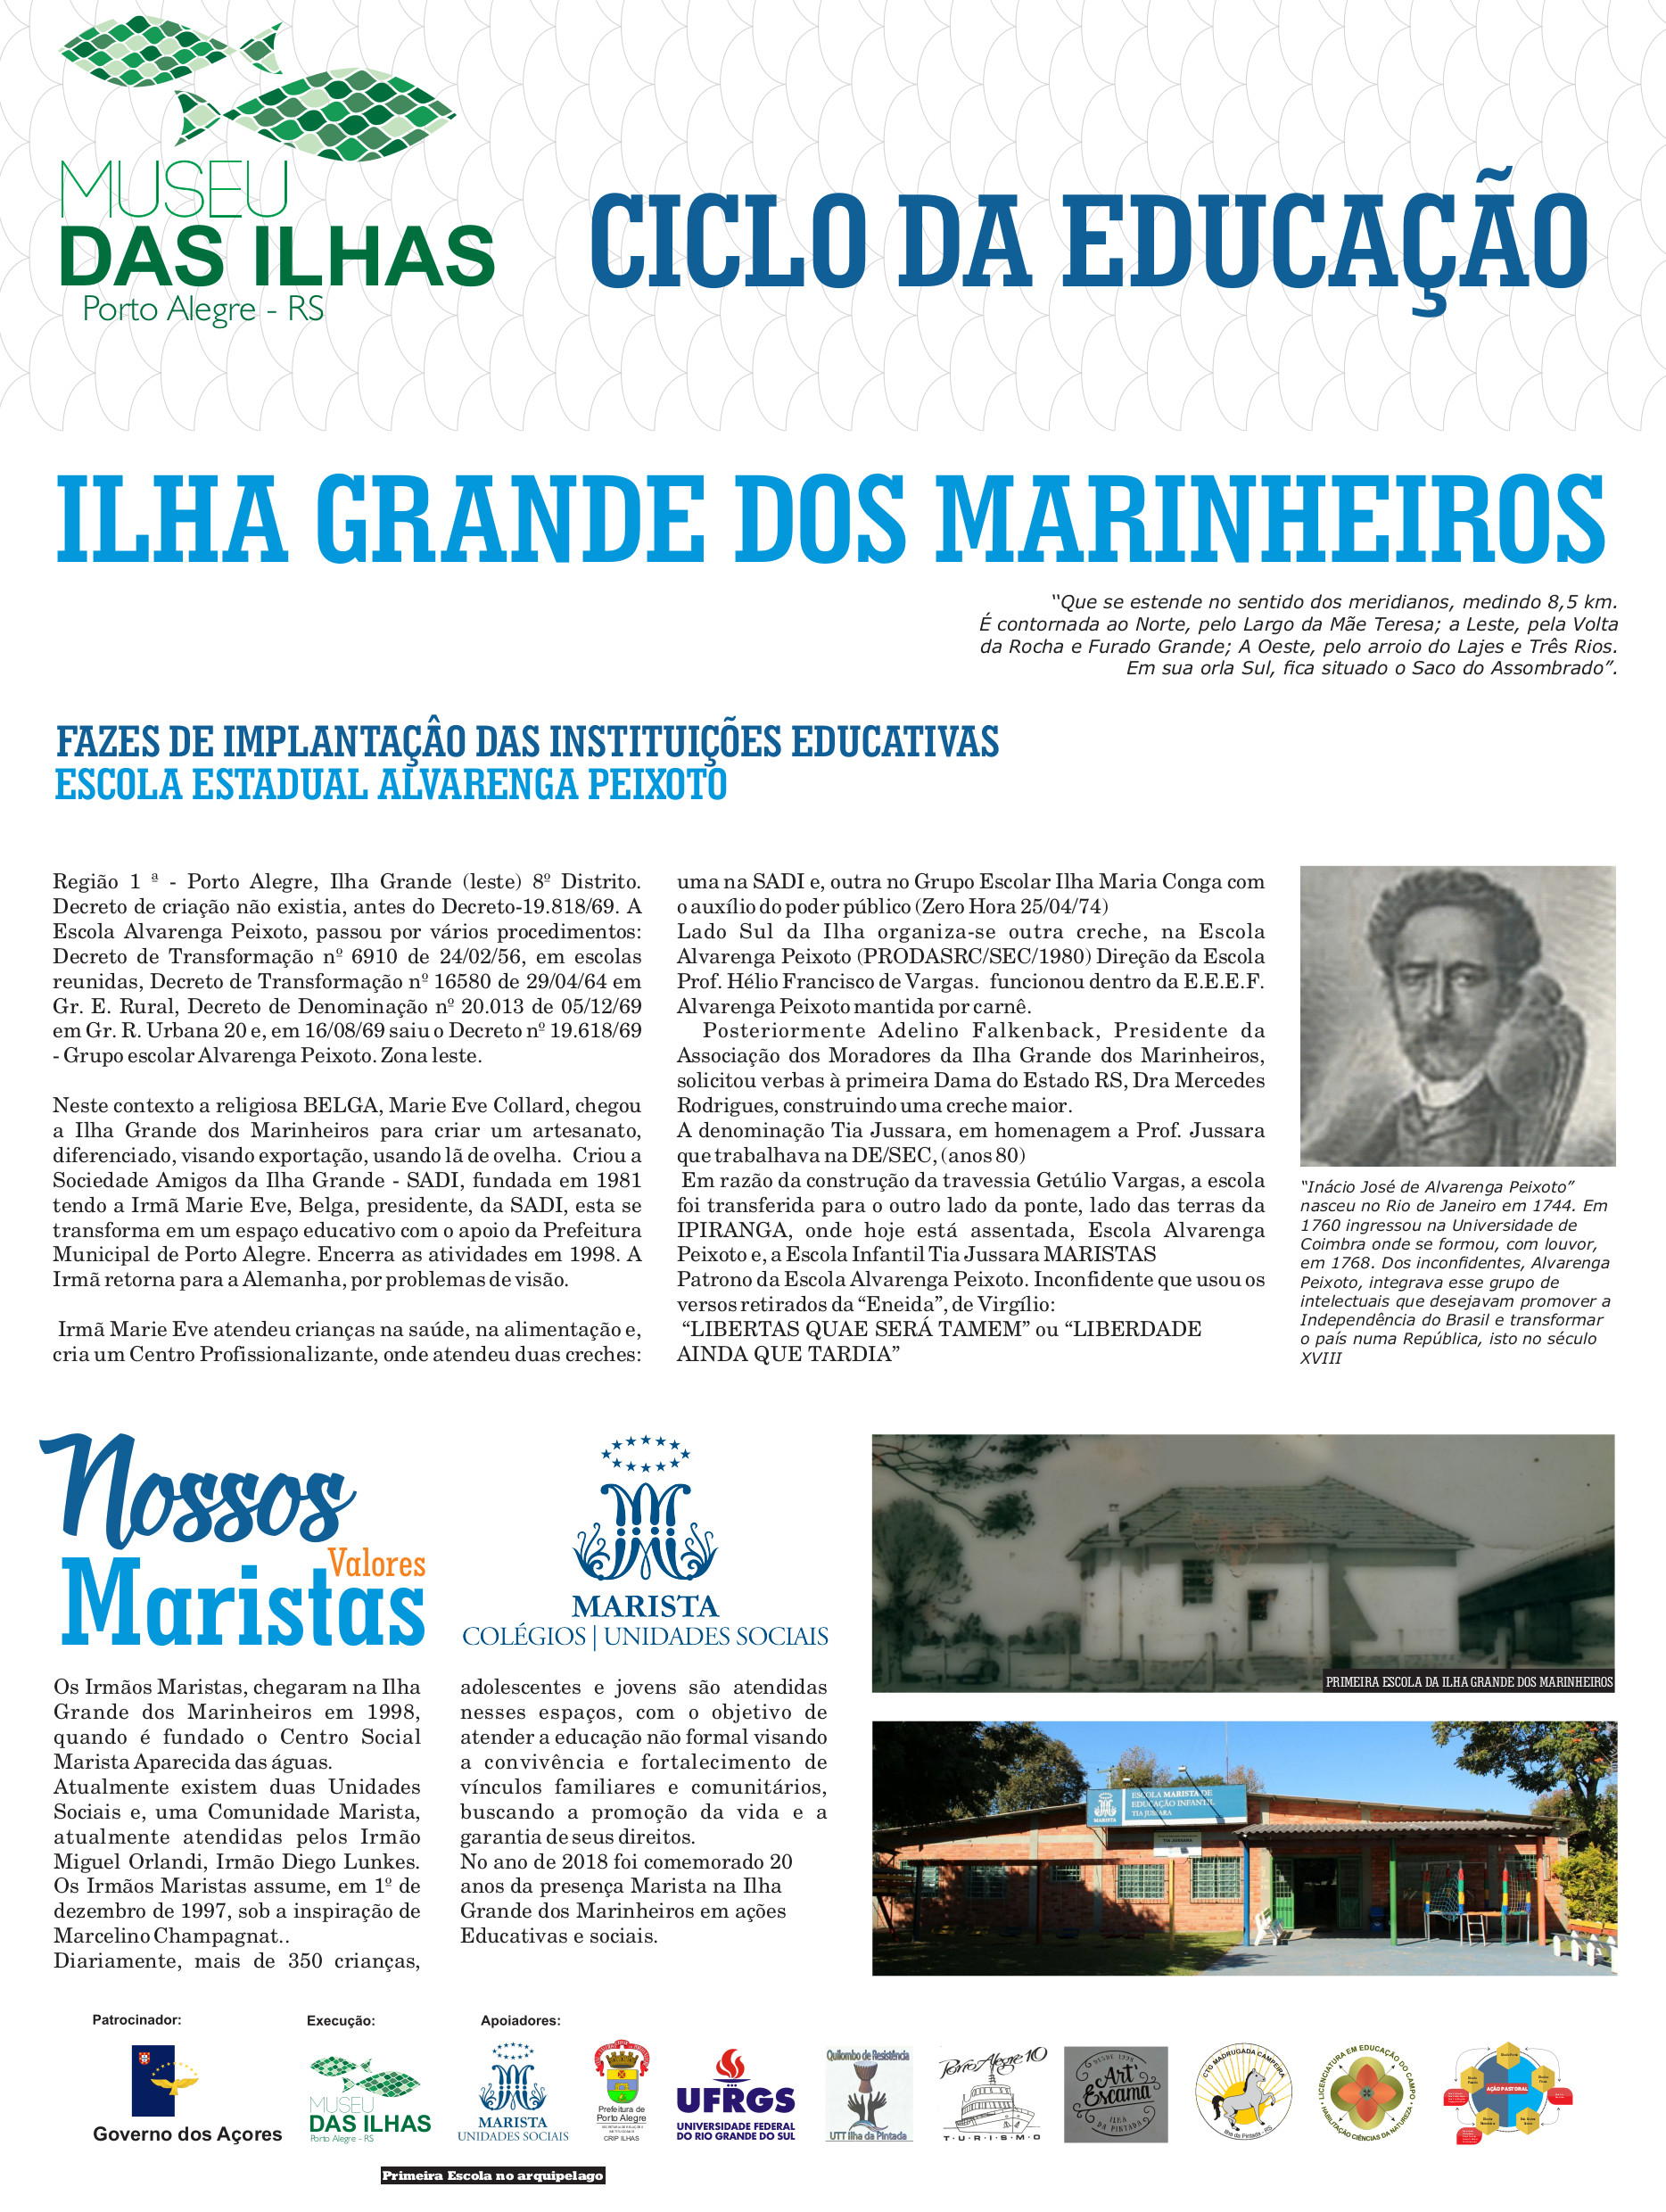 MUSEU
DAS ILHAS
Porto Alegre - RS
CICLO DA EDUCAÇÃO
ILHA GRANDE DOS MARINHEIROS
“Que se estende no sentido dos meridianos, medindo 8,5 km.
É contornada ao Norte, pelo Largo da Mãe Teresa; a Leste, pela Volta
da Rocha e Furado Grande; A Oeste, pelo arroio do Lajes e Três Rios.
Em sua orla Sul, fica situado o Saco do Assombrado”.
FAZES DE IMPLANTAÇÂO DAS INSTITUIÇÕES EDUCATIVAS
ESCOLA ESTADUAL ALVARENGA PEIXOTO
Região 1 ª - Porto Alegre, Ilha Grande (leste) 8º Distrito.
Decreto de criação não existia, antes do Decreto-19.818/69. A
Escola Alvarenga Peixoto, passou por vários procedimentos:
Decreto de Transformação nº 6910 de 24/02/56, em escolas
reunidas, Decreto de Transformação nº 16580 de 29/04/64 em
Gr. E. Rural, Decreto de Denominação nº 20.013 de 05/12/69
em Gr. R. Urbana 20 e, em 16/08/69 saiu o Decreto nº 19.618/69
- Grupo escolar Alvarenga Peixoto. Zona leste.
Neste contexto a religiosa BELGA, Marie Eve Collard, chegou
a Ilha Grande dos Marinheiros para criar um artesanato,
diferenciado, visando exportação, usando lã de ovelha. Criou a
Sociedade Amigos da Ilha Grande - SADI, fundada em 1981
tendo a Irmã Marie Eve, Belga, presidente, da SADI, esta se
transforma em um espaço educativo com o apoio da Prefeitura
Municipal de Porto Alegre. Encerra as atividades em 1998. A
Irmã retorna para a Alemanha, por problemas de visão.
Irmã Marie Eve atendeu crianças na saúde, na alimentação e,
cria um Centro Profissionalizante, onde atendeu duas creches:
uma na SADI e, outra no Grupo Escolar Ilha Maria Conga com
o auxílio do poder público (Zero Hora 25/04/74)
Lado Sul da Ilha organiza-se outra creche, na Escola
Alvarenga Peixoto (PRODASRC/SEC/1980) Direção da Escola
Prof. Hélio Francisco de Vargas. funcionou dentro da E.E.E.F.
Alvarenga Peixoto mantida por carnê.
Posteriormente Adelino Falkenback, Presidente da
Associação dos Moradores da Ilha Grande dos Marinheiros,
solicitou verbas à primeira Dama do Estado RS, Dra Mercedes
Rodrigues, construindo uma creche maior.
A denominação Tia Jussara, em homenagem a Prof. Jussara
que trabalhava na DE/SEC, (anos 80)
Em razão da construção da travessia Getúlio Vargas, a escola
foi transferida para o outro lado da ponte, lado das terras da
IPIRANGA, onde hoje está assentada, Escola Alvarenga
Peixoto e, a Escola Infantil Tia Jussara MARISTAS
Patrono da Escola Alvarenga Peixoto. Inconfidente que usou os
versos retirados da “Eneida”, de Virgílio:
“LIBERTAS QUAE SERÁ TAMEM” ou “LIBERDADE
AINDA QUE TARDIA”
“Inácio José de Alvarenga Peixoto”
nasceu no Rio de Janeiro em 1744. Em
1760 ingressou na Universidade de
Coimbra onde se formou, com louvor,
em 1768. Dos inconfidentes, Alvarenga
Peixoto, integrava esse grupo de
intelectuais que desejavam promover a
Independência do Brasil e transformar
o país numa República, isto no século
XVIII
Nossos
Valores
Maristas
MARISTA
COLÉGIOS | UNIDADES SOCIAIS
Os Irmãos Maristas, chegaram na Ilha
Grande dos Marinheiros em 1998,
quando é fundado o Centro Social
Marista Aparecida das águas.
Atualmente existem duas Unidades
Sociais e, uma Comunidade Marista,
atualmente atendidas pelos Irmão
Miguel Orlandi, Irmão Diego Lunkes.
Os Irmãos Maristas assume, em 1º de
dezembro de 1997, sob a inspiração de
Marcelino Champagnat..
Diariamente, mais de 350 crianças,
adolescentes e jovens são atendidas
nesses espaços, com o objetivo de
atender a educação não formal visando
a convivência e fortalecimento de
vínculos familiares e comunitários,
buscando a promoção da vida e a
garantia de seus direitos.
No ano de 2018 foi comemorado 20
anos da presença Marista na Ilha
Grande dos Marinheiros em ações
Educativas e sociais.
PRIMEIRA ESCOLA DA ILHA GRANDE DOS MARINHEIROS
MARISTA
ESCOLA MARISTA DE
EDUCAÇÃO INFANTIL
TIA JUSSARA
TIA JUSSARA
Patrocinador:
Execução:
Apoiadores:
Governo dos Açores
MUSEU
DAS ILHAS
Porto Alegre - RS
MARISTA
UNIDADES SOCIAIS
Prefeitura de
Porto Alegre
CRIP ILHAS
UFRGS
UNIVERSIDADE FEDERAL
DO RIO GRANDE DO SUL
Quilombo de Resistência
UTT Ilha da Pintada
Porto Alegre 10
TURISMO
DESDE 1996
Art'
Escama
ILHA
DA PINTADA
CTG MADRUGADA CAMPEIRA
Ilha da Pintada - RS
LICENCIATURA EM EDUCAÇÃO DO CAMPO
HABILITAÇÃO CIÊNCIAS DA NATUREZA
AÇÃO PASTORAL
Primeira Escola no arquipelago